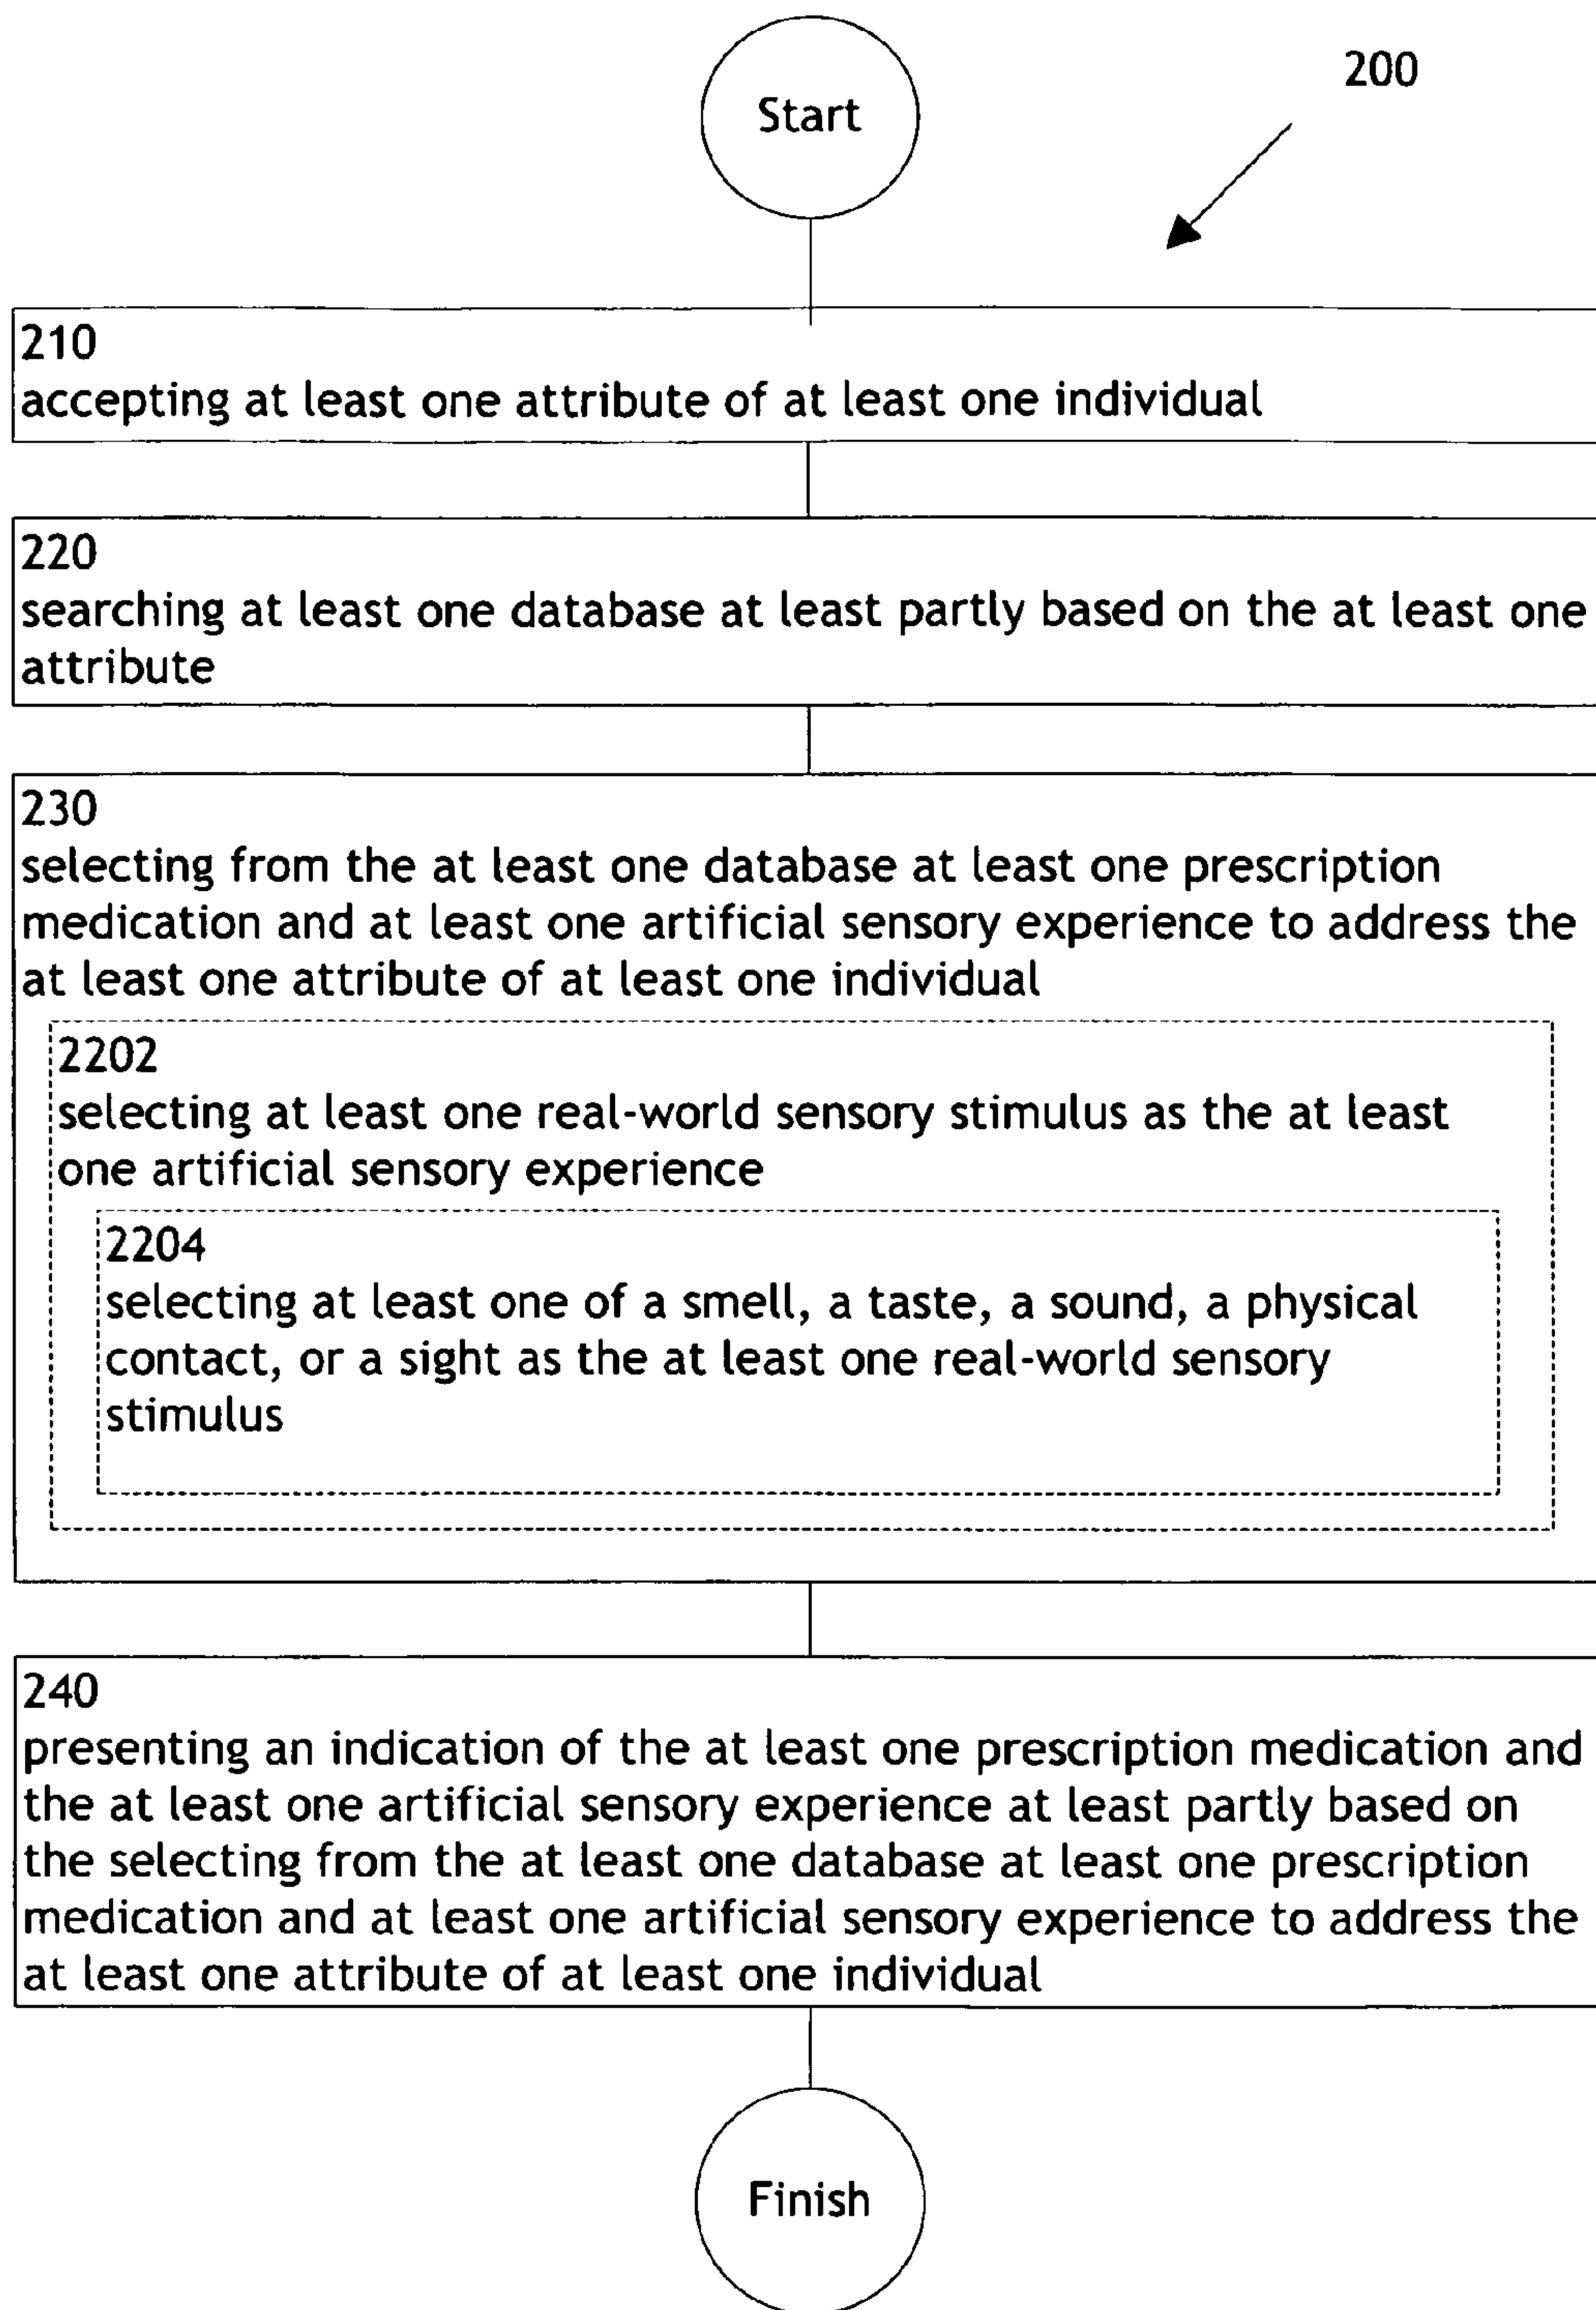 Start
200
210
accepting at least one attribute of at least one individual
220
searching at least one database at least partly based on the at least one
attribute
230
selecting from the at least one database at least one prescription
medication and at least one artificial sensory experience to address the
at least one attribute of at least one individual
2202
selecting at least one real-world sensory stimulus as the at least
one artificial sensory experience
2204
selecting at least one of a smell, a taste, a sound, a physical
contact, or a sight as the at least one real-world sensory
stimulus
240
presenting an indication of the at least one prescription medication and
the at least one artificial sensory experience at least partly based on
the selecting from the at least one database at least one prescription
medication and at least one artificial sensory experience to address the
at least one attribute of at least one individual
Finish